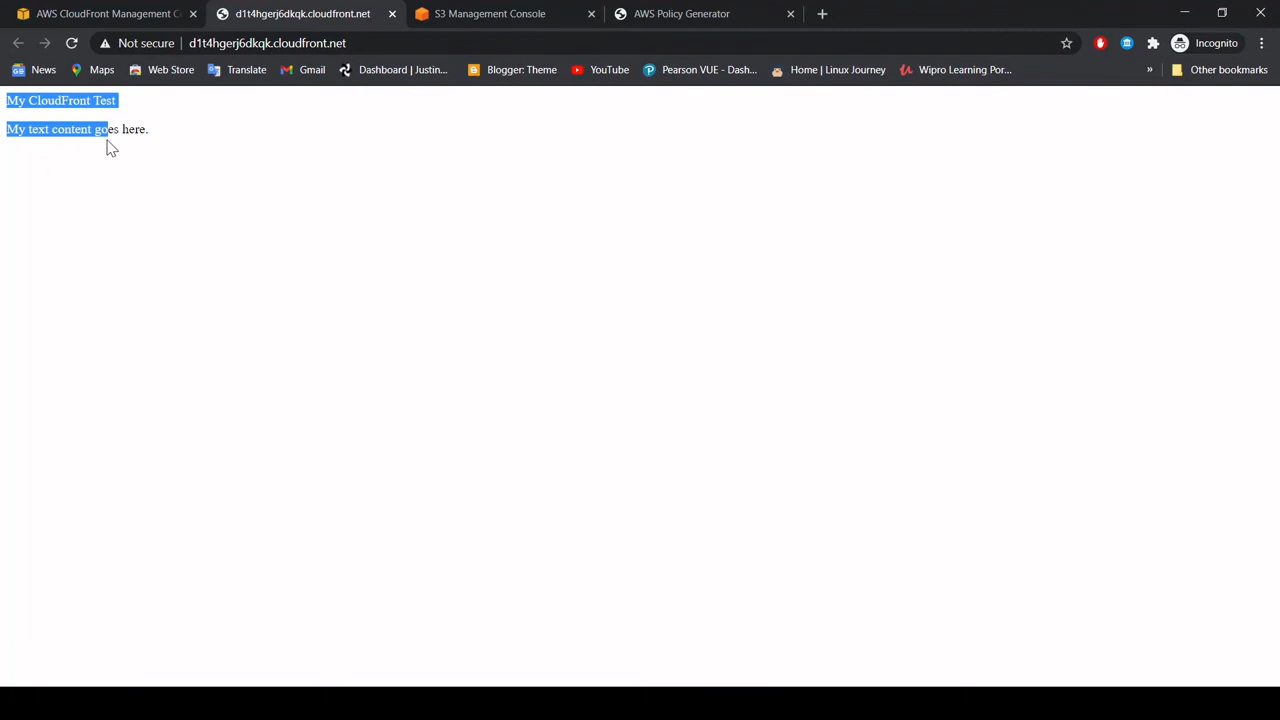 AWS CloudFront Management C
d1t4hgerj6dkqk.cloudfront.net
S3 Management Console
AWS Policy Generator
Not secure
d1t4hgerj6dkqk.cloudfront.net
Incognito
News
Maps
Web Store
Translate
Gmail
Dashboard | Justin...
Blogger: Theme
YouTube
Pearson VUE - Dash...
Home | Linux Journey
Wipro Learning Por...
»
Other bookmarks
My CloudFront Test
My text content goes here.